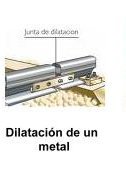 Junta de dilatacion
Dilatación de un
metal